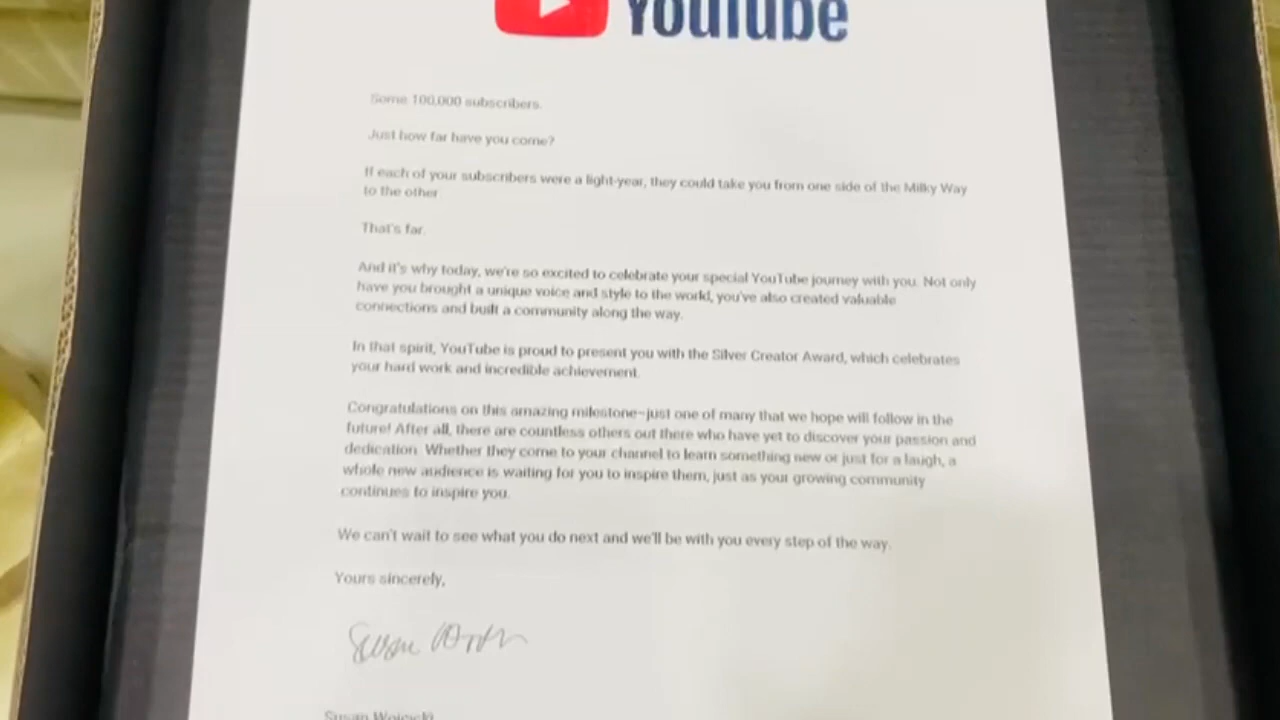 YouTube
Some 100,000 subscribers.
Just how far have you come?
If each of your subscribers were a light-year, they could take you from one side of the Milky Way
to the other.
That's far.
And it's why today, we're so excited to celebrate your special YouTube journey with you. Not only
have you brought a unique voice and style to the world, you've also created valuable
connections and built a community along the way.
In that spirit, YouTube is proud to present you with the Silver Creator Award, which celebrates
your hard work and incredible achievement.
Congratulations on this amazing milestone–just one of many that we hope will follow in the
future! After all, there are countless others out there who have yet to discover your passion and
dedication. Whether they come to your channel to learn something new or just for a laugh, a
whole new audience is waiting for you to inspire them, just as your growing community
continues to inspire you.
We can't wait to see what you do next and we'll be with you every step of the way.
Yours sincerely,
Susan
Susan